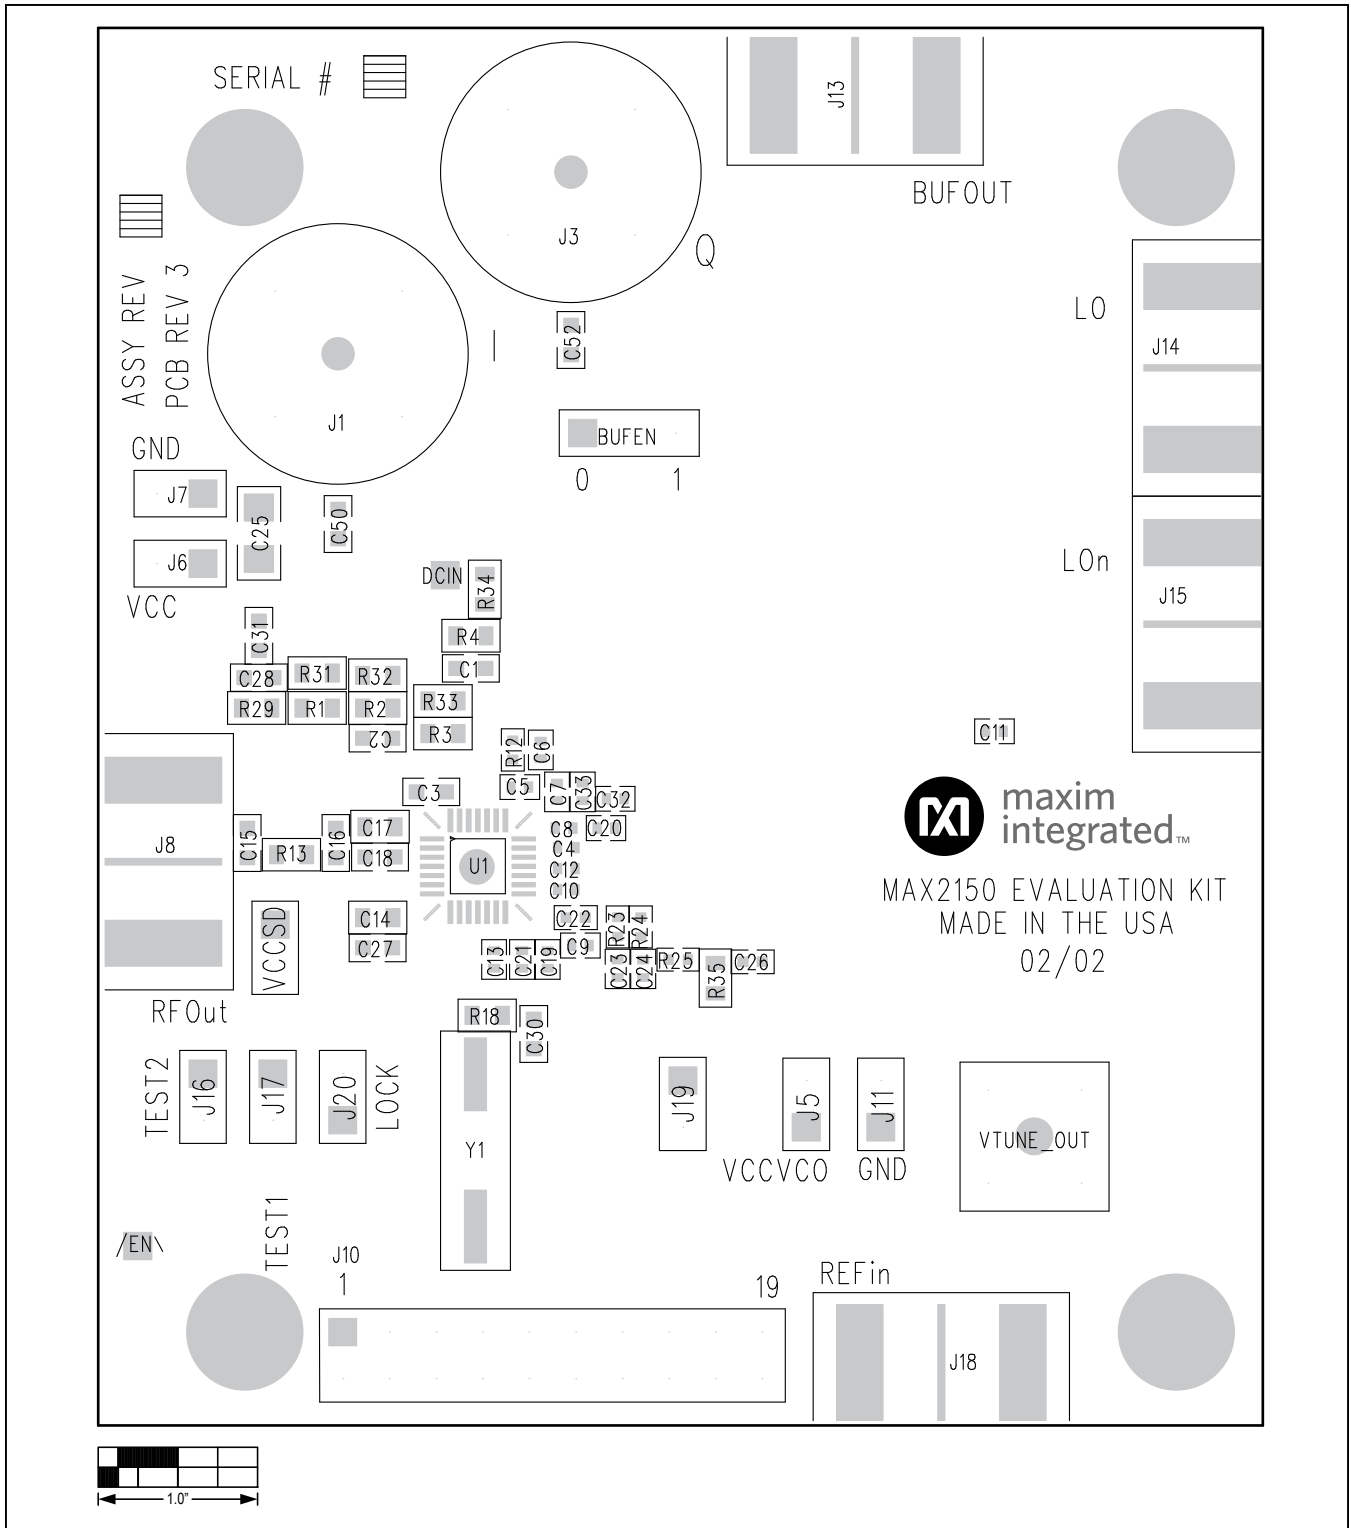 SERIAL #
J13
BUFOUT
J3
Q
ASSY REV
PCB REV 3
LO
J14
I
C52
J1
GND
BUFEN
0 1
J7
C25
C50
J6
VCC
LOn
J15
DCIN
R34
C31
R4
C1
C28
R31
R32
R29
R1
R2
R33
C2
R3
C11
R12
C6
C3
C5
C7
C33
C32
maxim
integrated™
J8
C15
R13
C16
C17
C18
U1
C8
C20
C4
C12
C10
MAX2150 EVALUATION KIT
MADE IN THE USA
02/02
VCCSD
C14
C27
C22
R23
R24
C9
C13
C21
C19
C23
C24
R25
R35
C26
RFOut
R18
C30
TEST2
J16
J17
J20
LOCK
Y1
J19
J5
J11
VTUNE_OUT
VCCVCO
GND
/EN\
TEST1
J10
1
19
REFin
J18
1.0"